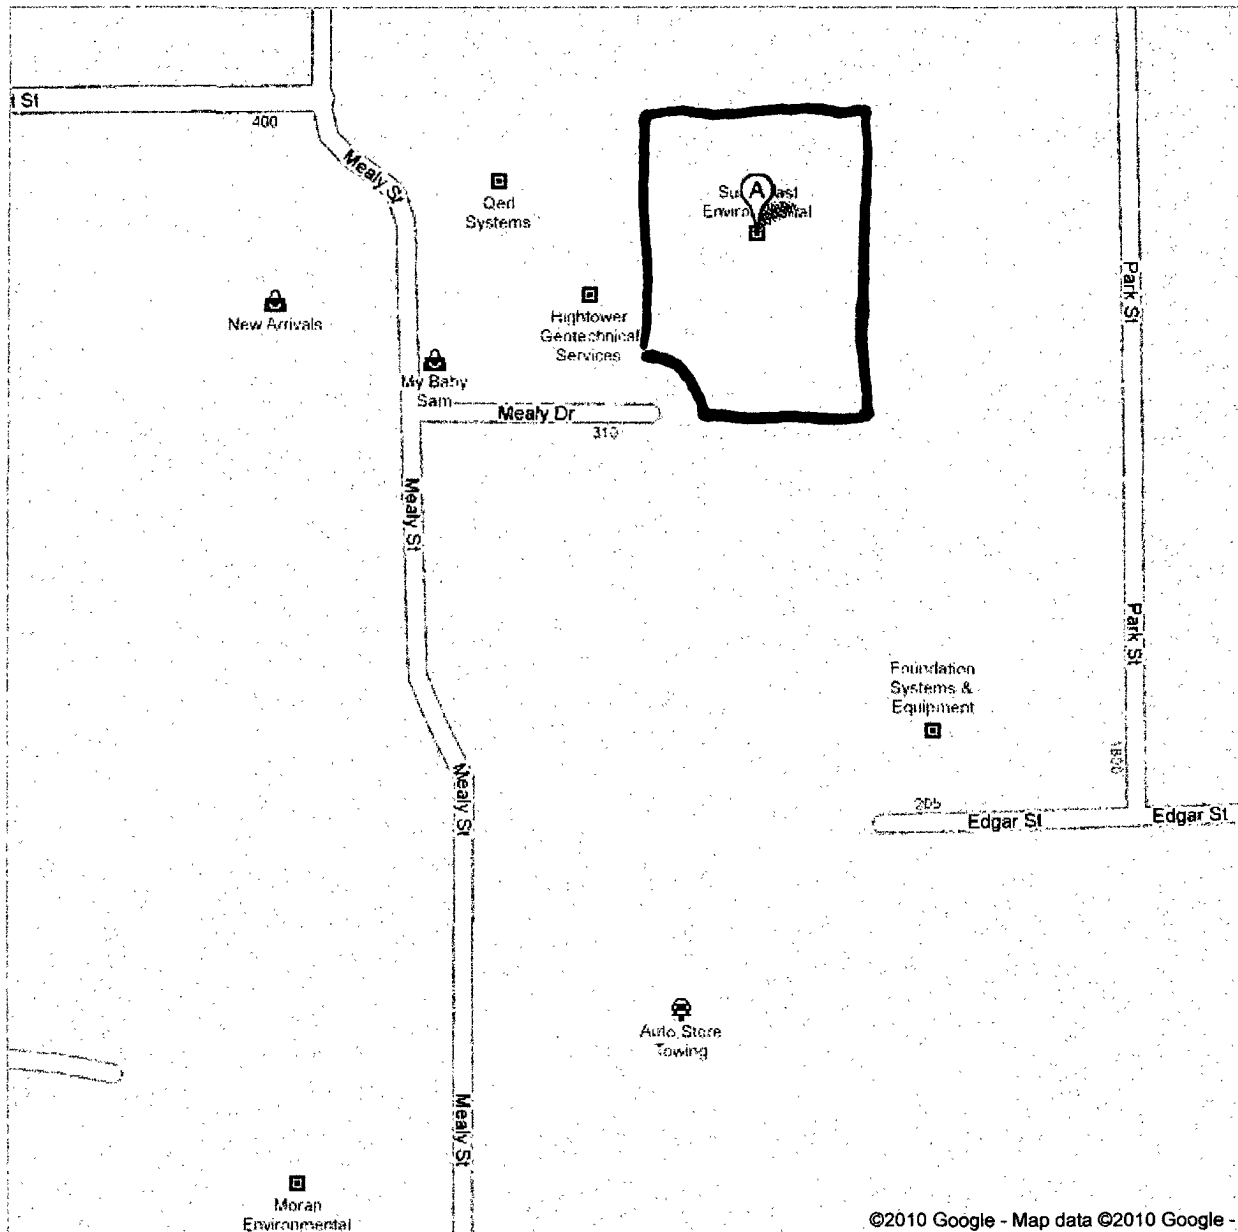 St
400
Mealy St
Qed
Systems
A
Hightower
Geotechnical
Services
New Arrivals
My Baby
Sam
Mealy Dr
310
Park St
Mealy St
Park St
Foundation
Systems &
Equipment
Mealy St
205
Edgar St
Edgar St
Auto Store
Towing
Mealy St
Moran
Environmental
©2010 Google - Map data ©2010 Google -